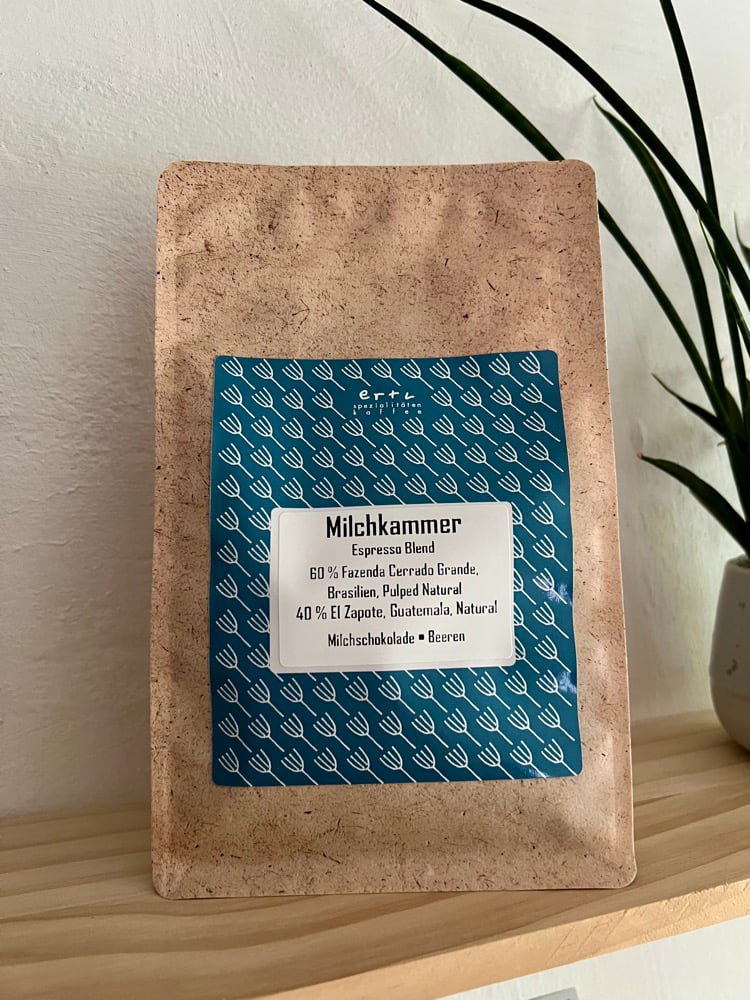 ertl
spezialitäten
kaffee
Milchkammer
Espresso Blend
60 % Fazenda Cerrado Grande,
Brasilien, Pulped Natural
40 % El Zapote, Guatemala, Natural
Milchschokolade ▪ Beeren